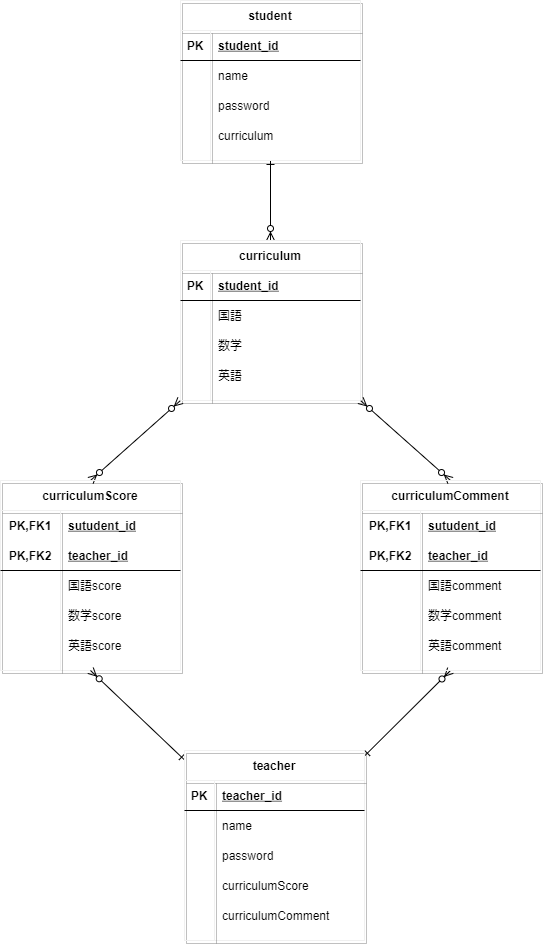 student
PK student_id
name
password
curriculum
curriculum
PK student_id
国語
数学
英語
curriculumScore
PK,FK1 sutudent_id
PK,FK2 teacher_id
国語score
数学score
英語score
curriculumComment
PK,FK1 sutudent_id
PK,FK2 teacher_id
国語comment
数学comment
英語comment
teacher
PK teacher_id
name
password
curriculumScore
curriculumComment